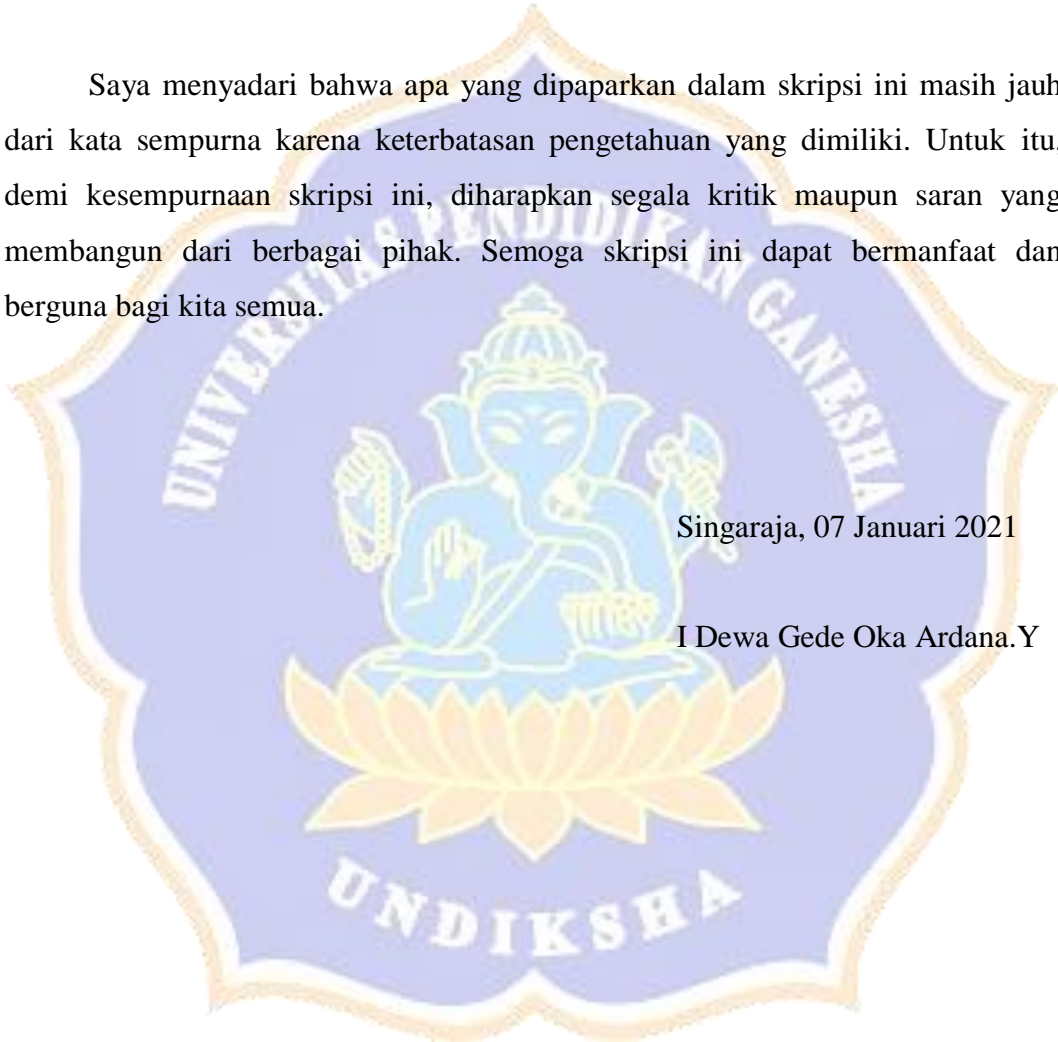 Saya menyadari bahwa apa yang dipaparkan dalam skripsi ini masih jauh
dari kata sempurna karena keterbatasan pengetahuan yang dimiliki. Untuk itu,
demi kesempurnaan skripsi ini, diharapkan segala kritik maupun saran yang
membangun dari berbagai pihak. Semoga skripsi ini dapat bermanfaat dan
berguna bagi kita semua.
UNIVERSITAS PENDIDIKAN GANESHA
Singaraja, 07 Januari 2021
I Dewa Gede Oka Ardana.Y
UNDIKSHA